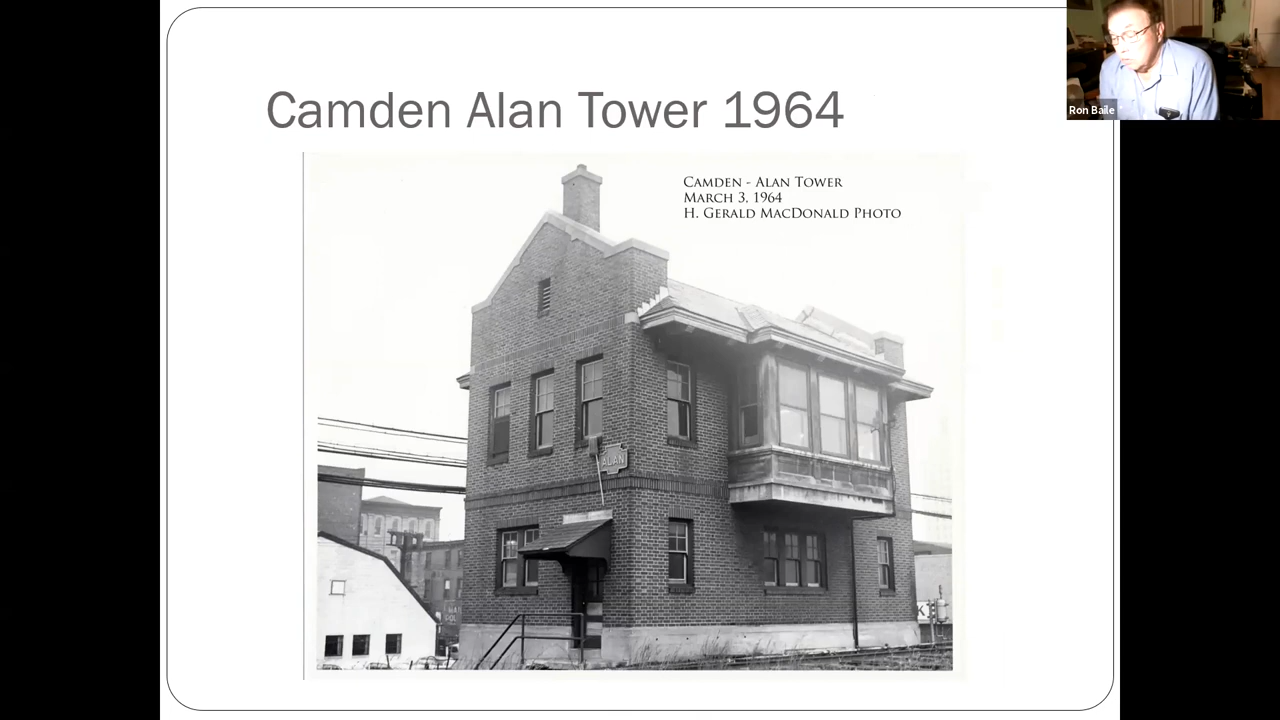 Camden Alan Tower 1964
CAMDEN - ALAN TOWER
MARCH 3, 1964
H. GERALD MACDONALD PHOTO
ALAN
K
Ron Baile